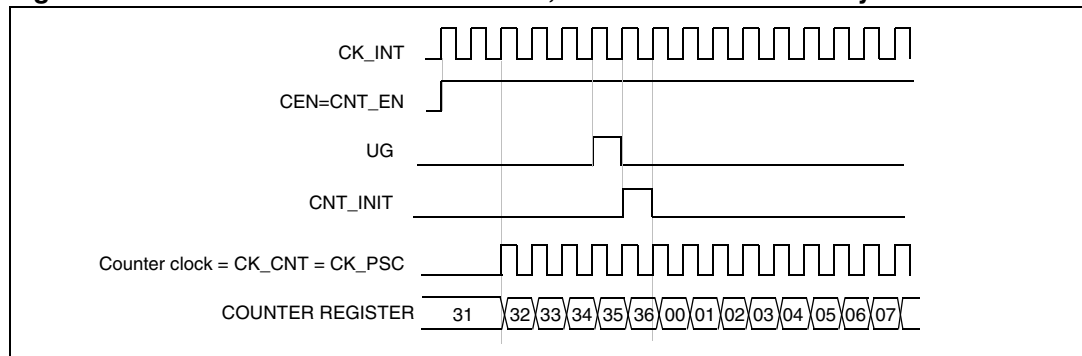 CK_INT
CEN=CNT_EN
UG
CNT_INIT
Counter clock = CK_CNT = CK_PSC
COUNTER REGISTER 31 32 33 34 35 36 00 01 02 03 04 05 06 07